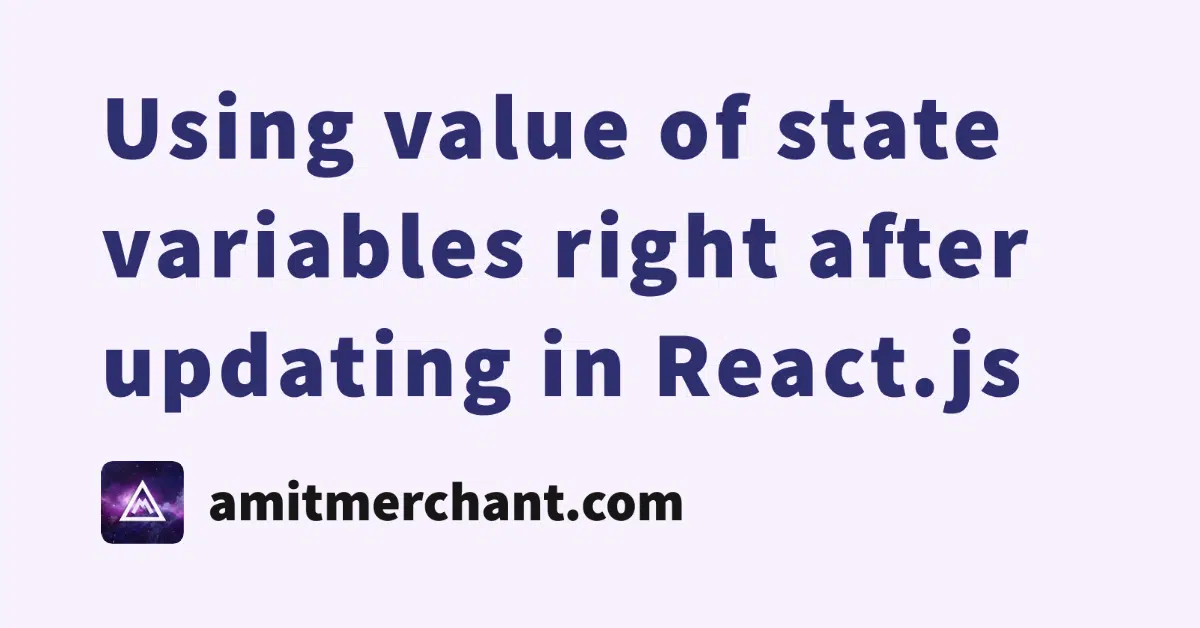 Using value of state
variables right after
updating in React.js
amitmerchant.com